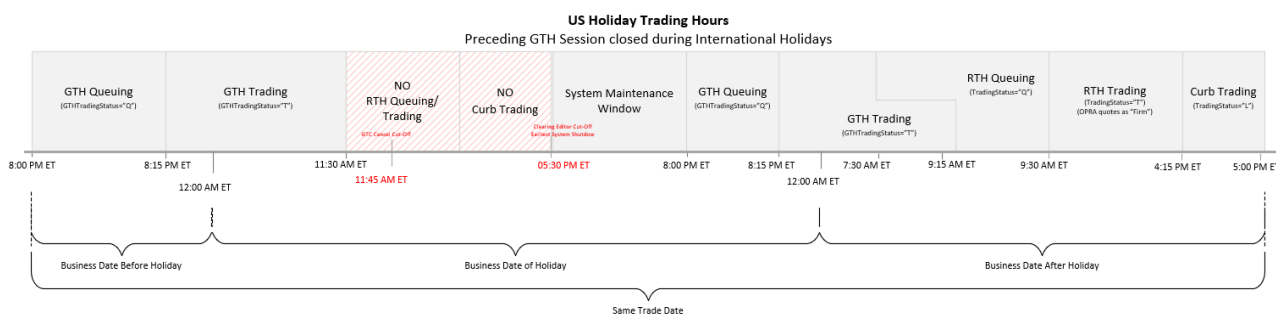 US Holiday Trading Hours
Preceding GTH Session closed during International Holidays
GTH Queuing
(GTHTradingStatus="Q")
GTH Trading
(GTHTradingStatus="T")
NO
RTH Queuing/
Trading
GTC Cancel Cut-Off
NO
Curb Trading
Clearing Editor Cut-Off
Earliest System Shutdow
System Maintenance
Window
GTH Queuing
(GTHTradingStatus="Q")
GTH Trading
(GTHTradingStatus="T")
RTH Queuing
(TradingStatus="Q")
RTH Trading
(TradingStatus="T")
OPRA quotes as "Firm")
Curb Trading
(TradingStatus="L")
8:00 PM ET
8:15 PM ET
12:00 AM ET
11:30 AM ET
11:45 AM ET
05:30 PM ET
8:00 PM ET
8:15 PM ET
12:00 AM ET
7:30 AM ET
9:15 AM ET
9:30 AM ET
4:15 PM ET
5:00 PM ET
Business Date Before Holiday
Business Date of Holiday
Business Date After Holiday
Same Trade Date